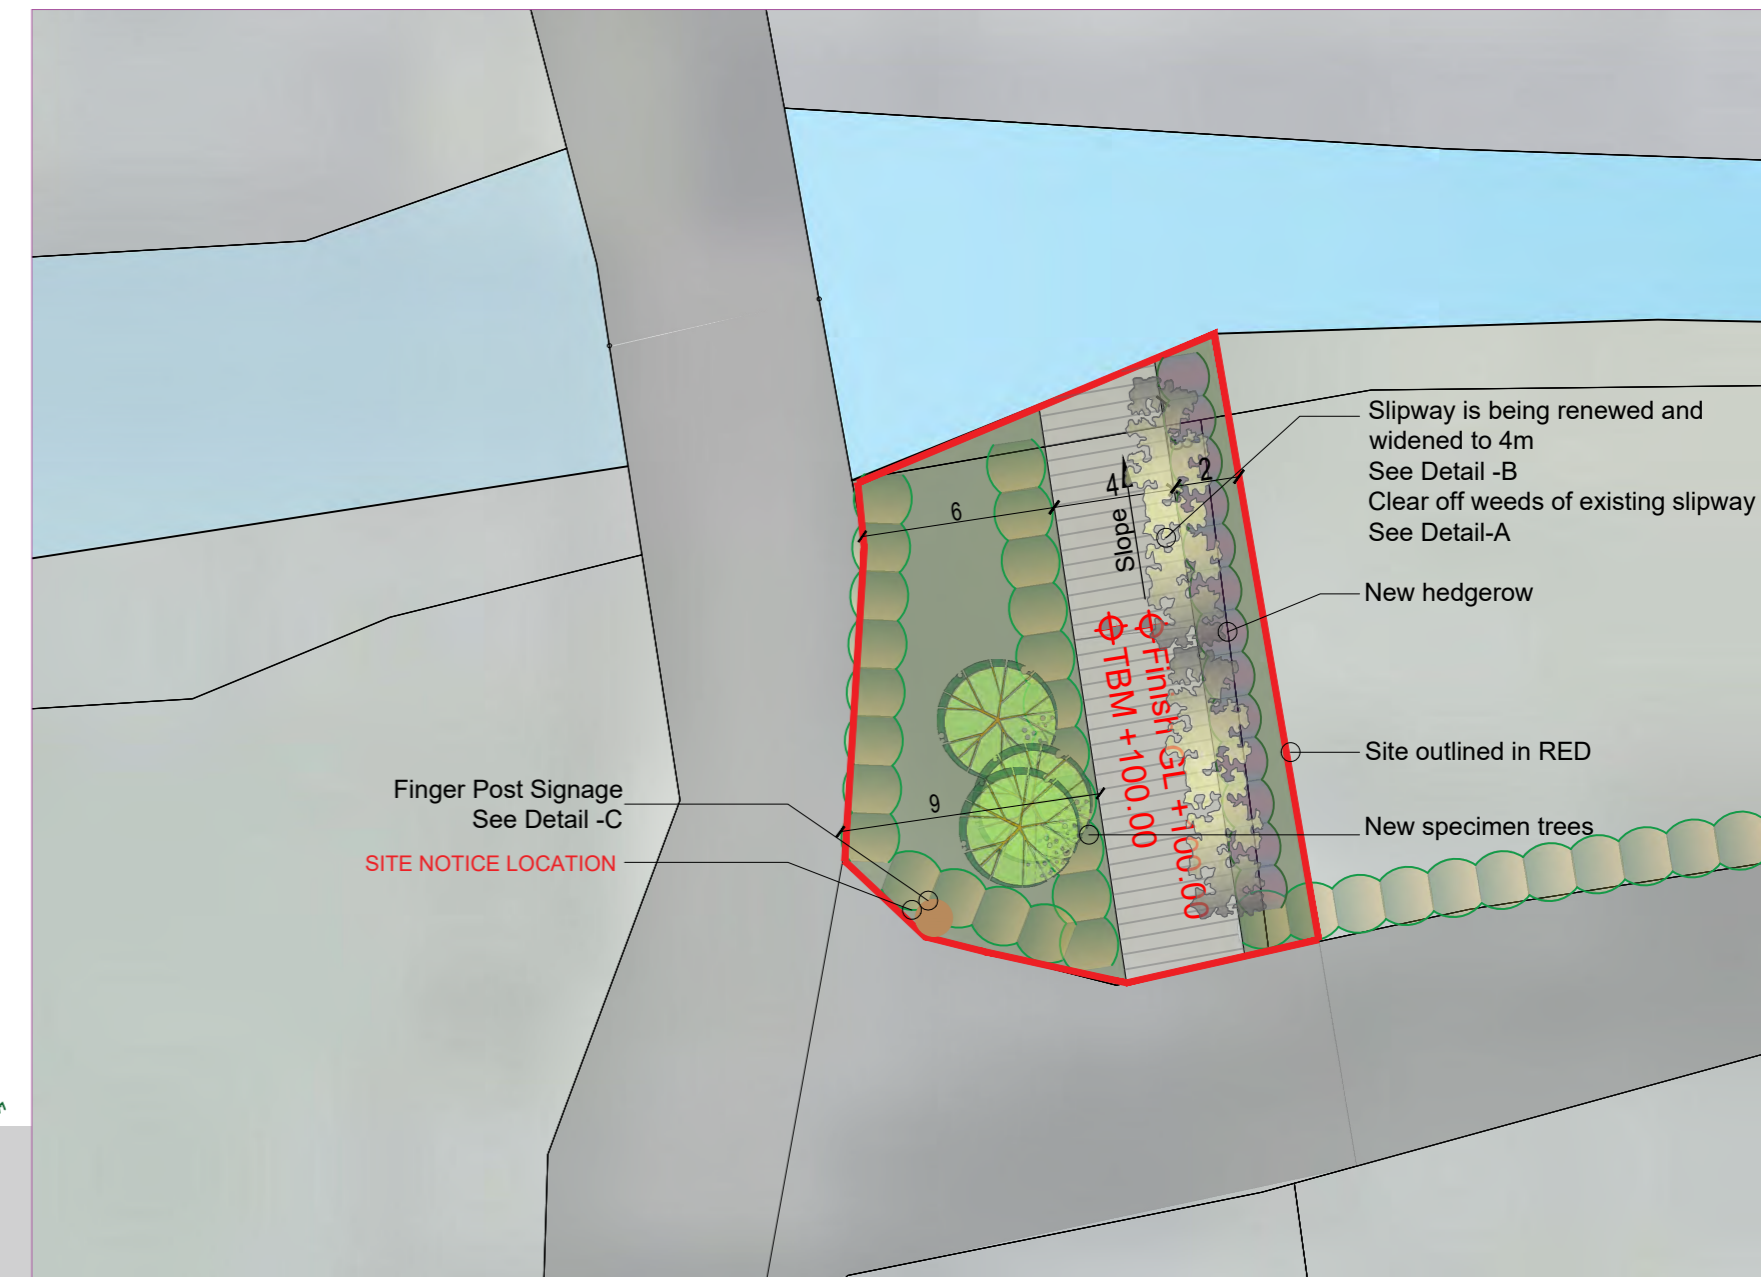 Slipway is being renewed and
widened to 4m
See Detail -B
Clear off weeds of existing slipway
See Detail-A
New hedgerow
Site outlined in RED
New specimen trees
Finger Post Signage
See Detail -C
SITE NOTICE LOCATION
6
4
2
Slope
9
Finish GL +100.00
TBM +100.00